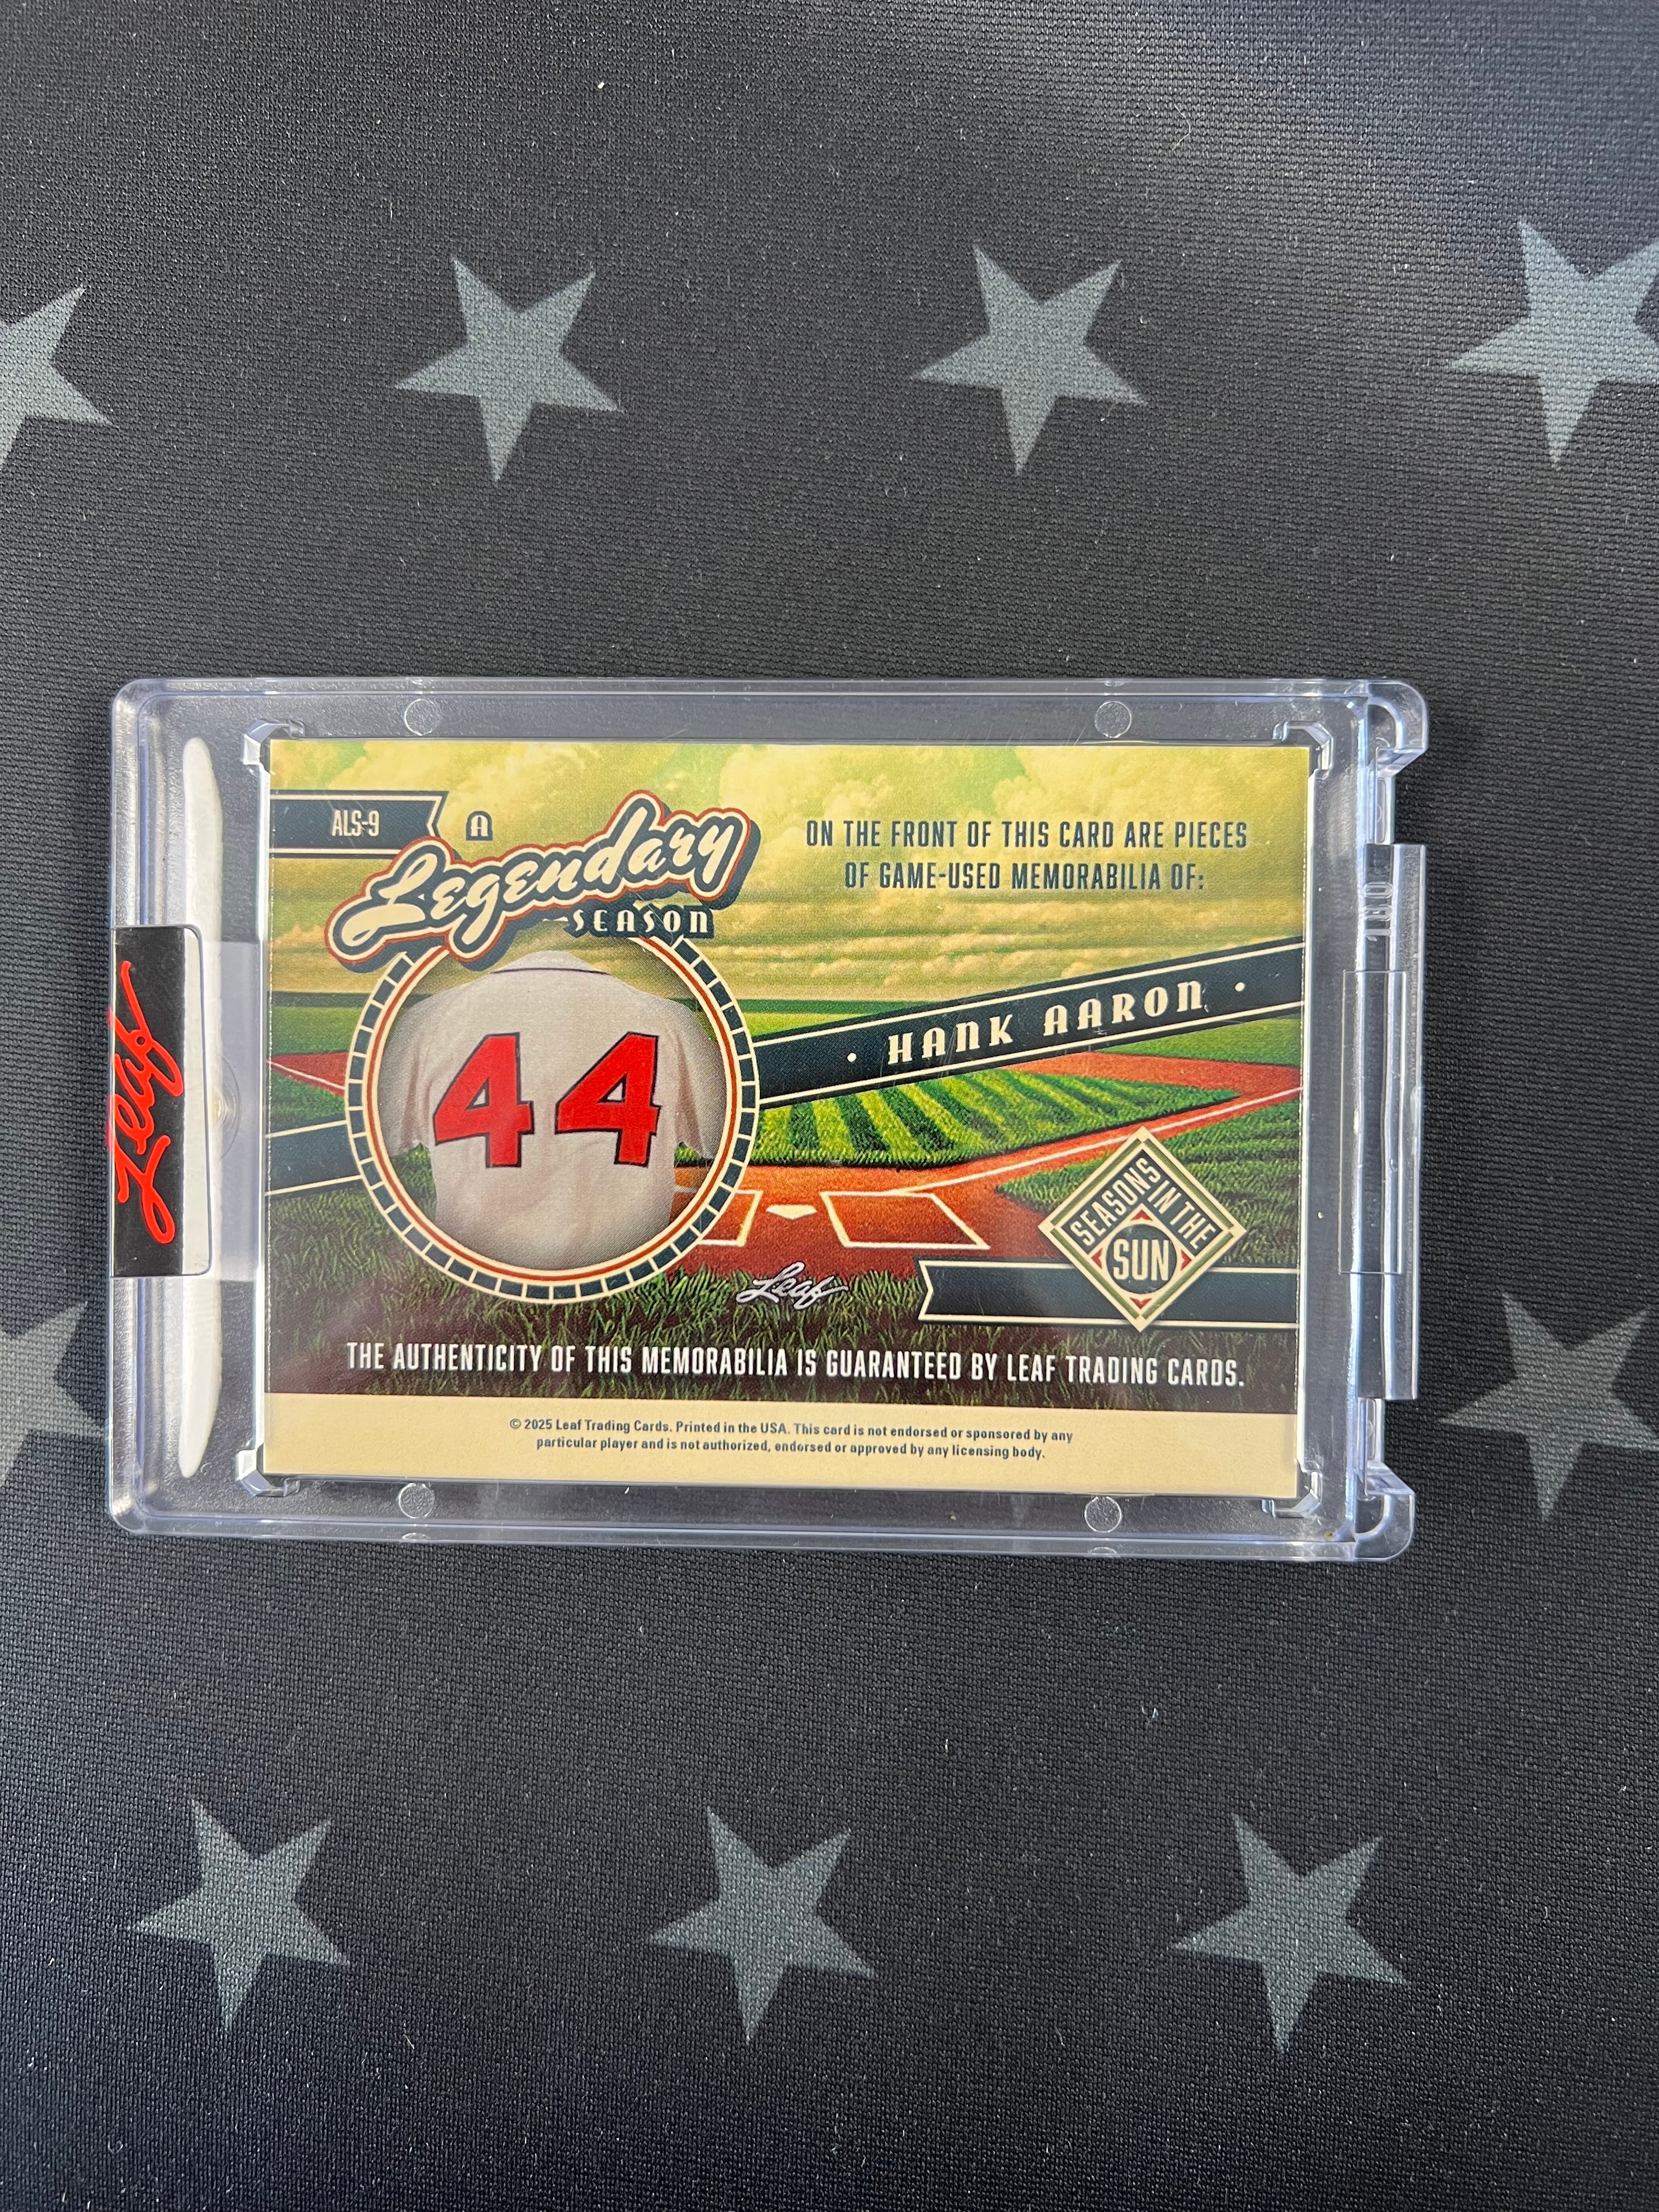 ALS-9
A
Legendary
SEASON
ON THE FRONT OF THIS CARD ARE PIECES
OF GAME-USED MEMORABILIA OF:
• HANK AARON •
44
SEASONS IN THE
SUN
Leaf
Leaf
THE AUTHENTICITY OF THIS MEMORABILIA IS GUARANTEED BY LEAF TRADING CARDS.
© 2025 Leaf Trading Cards. Printed in the USA. This card is not endorsed or sponsored by any
particular player and is not authorized, endorsed or approved by any licensing body.